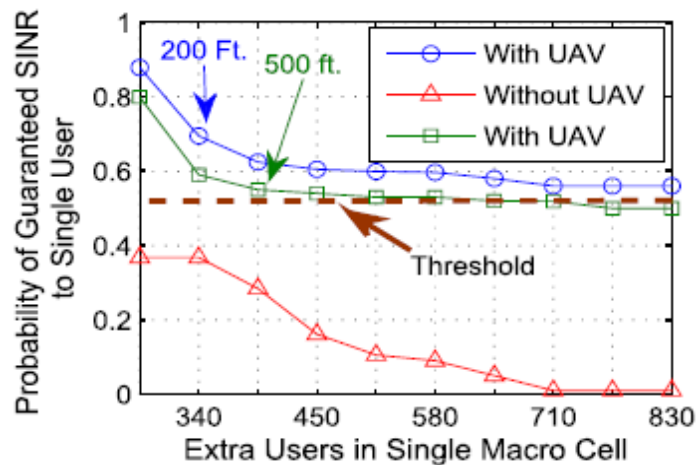 Probability of Guaranteed SINR
to Single User
1
0.8
0.6
0.4
0.2
0
200 Ft.
500 ft.
With UAV
Without UAV
With UAV
Threshold
340 450 580 710 830
Extra Users in Single Macro Cell